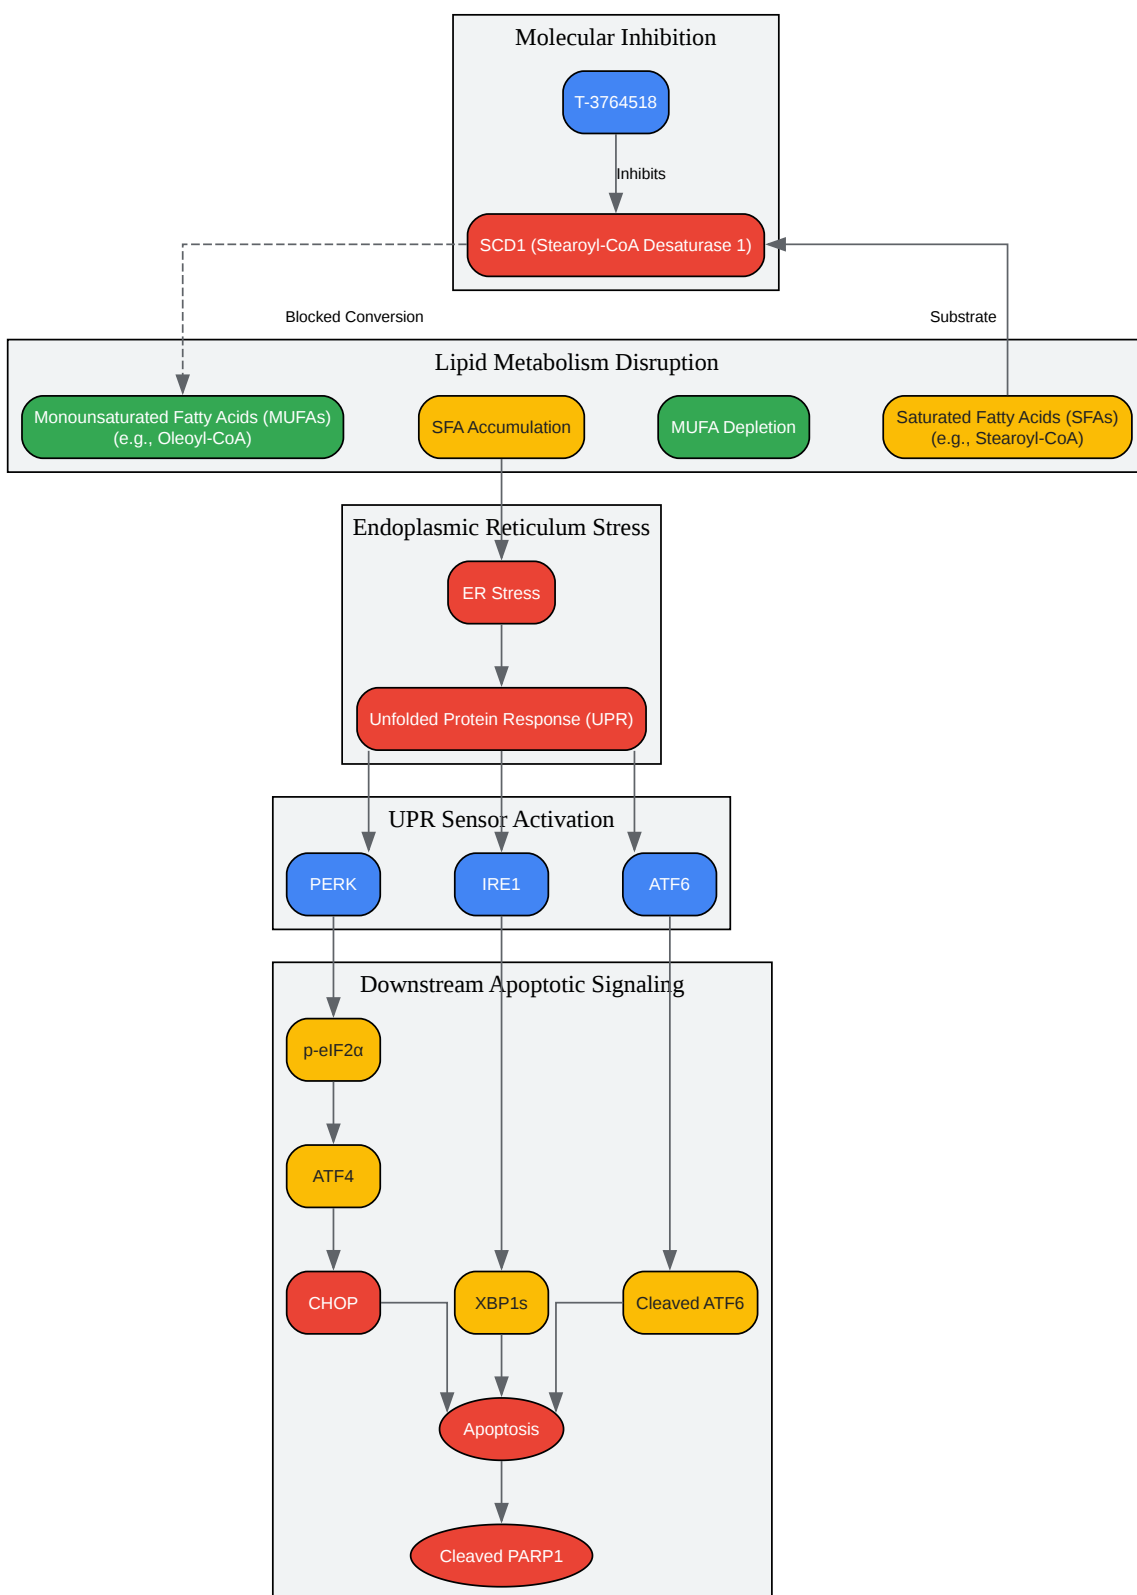 Molecular Inhibition
T-3764518
Inhibits
SCD1 (Stearoyl-CoA Desaturase 1)
Blocked Conversion
Substrate
Lipid Metabolism Disruption
Monounsaturated Fatty Acids (MUFAs)
(e.g., Oleoyl-CoA)
SFA Accumulation
MUFA Depletion
Saturated Fatty Acids (SFAs)
(e.g., Stearoyl-CoA)
Endoplasmic Reticulum Stress
ER Stress
Unfolded Protein Response (UPR)
UPR Sensor Activation
PERK
IRE1
ATF6
Downstream Apoptotic Signaling
p-eIF2α
ATF4
CHOP
XBP1s
Cleaved ATF6
Apoptosis
Cleaved PARP1